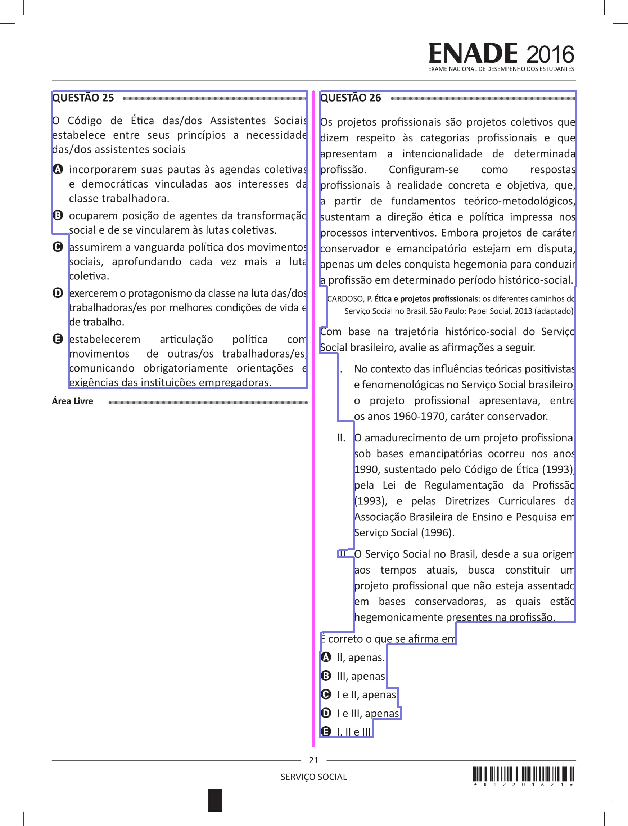 ENADE 2016
EXAME NACIONAL DE DESEMPENHO DOS ESTUDANTES
QUESTÃO 25
O Código de Ética das/dos Assistentes Sociais
estabelece entre seus princípios a necessidade
das/dos assistentes sociais
A incorporarem suas pautas às agendas coletivas
e democráticas vinculadas aos interesses da
classe trabalhadora.
B ocuparem posição de agentes da transformação
social e de se vincularem às lutas coletivas.
C assumirem a vanguarda política dos movimentos
sociais, aprofundando cada vez mais a luta
coletiva.
D exercerem o protagonismo da classe na luta das/dos
trabalhadoras/es por melhores condições de vida e
de trabalho.
E estabelecerem articulação política com
movimentos de outras/os trabalhadoras/es,
comunicando obrigatoriamente orientações e
exigências das instituições empregadoras.
Área Livre
QUESTÃO 26
Os projetos profissionais são projetos coletivos que
dizem respeito às categorias profissionais e que
apresentam a intencionalidade de determinada
profissão. Configuram-se como respostas
profissionais à realidade concreta e objetiva, que,
a partir de fundamentos teórico-metodológicos,
sustentam a direção ética e política impressa nos
processos interventivos. Embora projetos de caráter
conservador e emancipatório estejam em disputa,
apenas um deles conquista hegemonia para conduzir
a profissão em determinado período histórico-social.
CARDOSO, P. Ética e projetos profissionais: os diferentes caminhos do
Serviço Social no Brasil. São Paulo: Papel Social, 2013 (adaptado).
Com base na trajetória histórico-social do Serviço
Social brasileiro, avalie as afirmações a seguir.
I. No contexto das influências teóricas positivistas
e fenomenológicas no Serviço Social brasileiro,
o projeto profissional apresentava, entre
os anos 1960-1970, caráter conservador.
II. O amadurecimento de um projeto profissional
sob bases emancipatórias ocorreu nos anos
1990, sustentado pelo Código de Ética (1993),
pela Lei de Regulamentação da Profissão
(1993), e pelas Diretrizes Curriculares da
Associação Brasileira de Ensino e Pesquisa em
Serviço Social (1996).
III. O Serviço Social no Brasil, desde a sua origem
aos tempos atuais, busca constituir um
projeto profissional que não esteja assentado
em bases conservadoras, as quais estão
hegemonicamente presentes na profissão.
É correto o que se afirma em
A II, apenas.
B III, apenas.
C I e II, apenas.
D I e III, apenas.
E I, II e III.
21
SERVIÇO SOCIAL